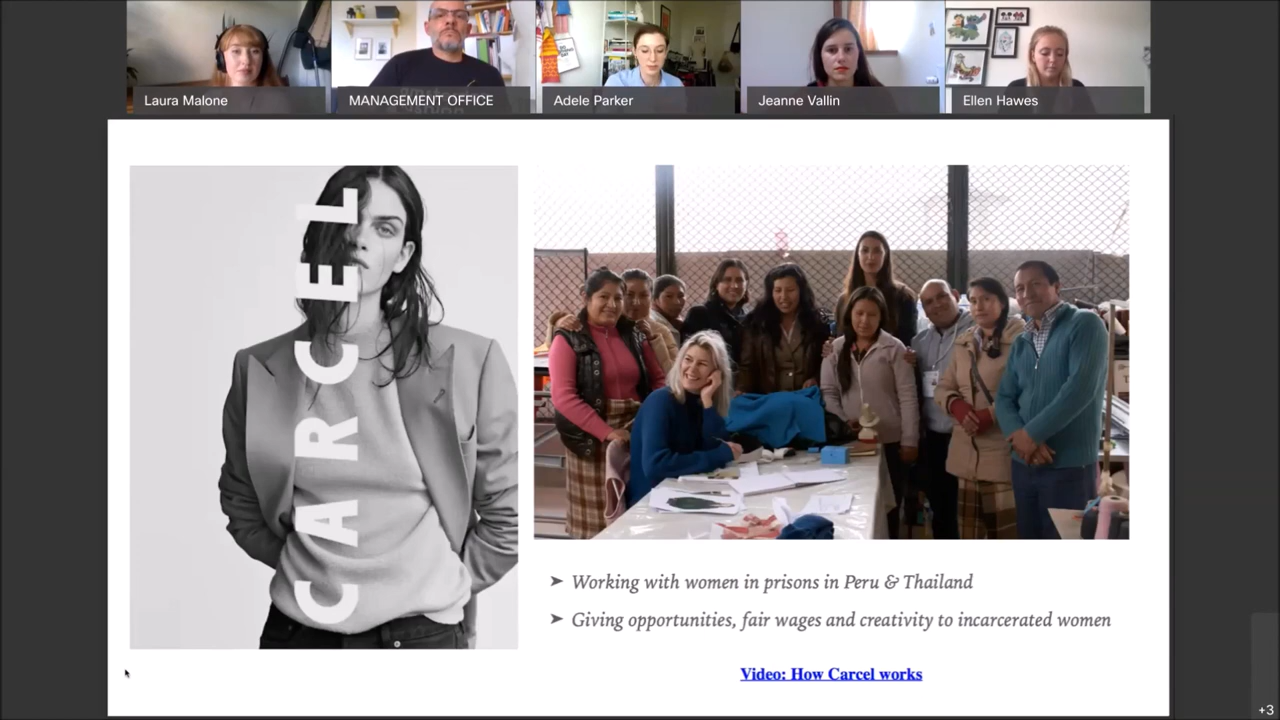 Laura Malone
MANAGEMENT OFFICE
Adele Parker
Jeanne Vallin
Ellen Hawes
CARCEL
➤ Working with women in prisons in Peru & Thailand
➤ Giving opportunities, fair wages and creativity to incarcerated women
Video: How Carcel works
+3